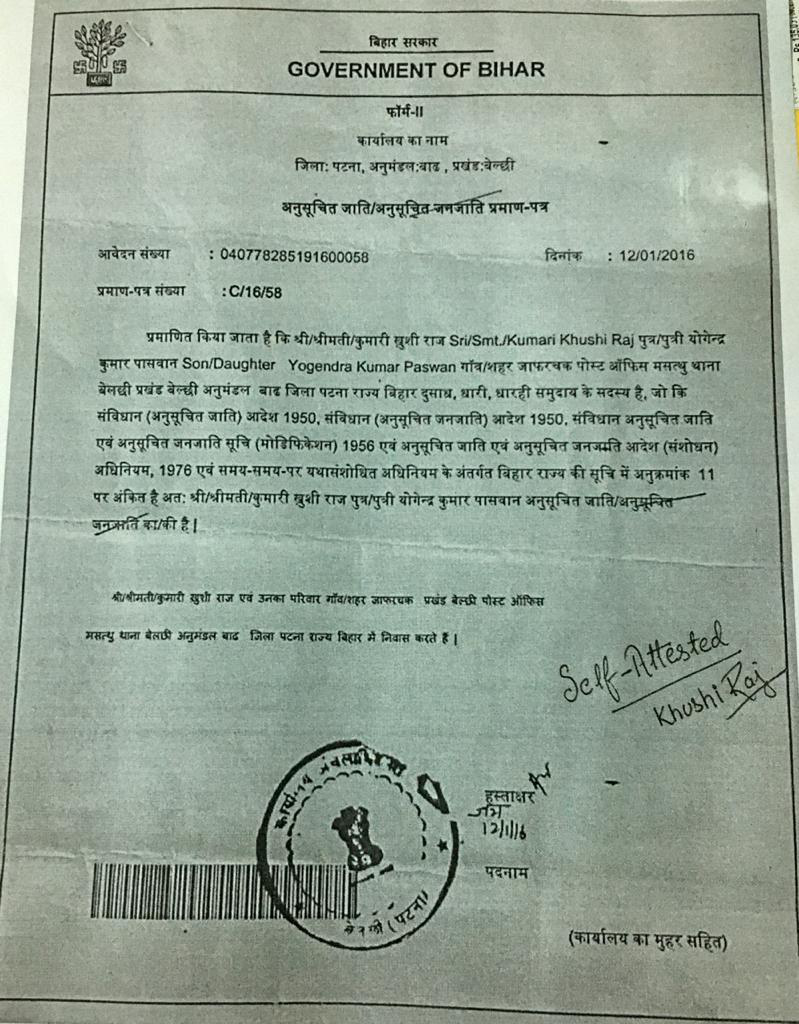 बिहार सरकार
GOVERNMENT OF BIHAR
फॉर्म-II
कार्यालय का नाम
जिला: पटना, अनुमंडल:बाढ , प्रखंड:बेल्छी
अनुसूचित जाति/अनुसूचित जनजाति प्रमाण-पत्र
आवेदन संख्या : 040778285191600058 दिनांक : 12/01/2016
प्रमाण-पत्र संख्या : C/16/58
प्रमाणित किया जाता है कि श्री/श्रीमती/कुमारी खुशी राज Sri/Smt./Kumari Khushi Raj पुत्र/पुत्री योगेन्द्र
कुमार पासवान Son/Daughter Yogendra Kumar Paswan गाँव/शहर जाफरचक पोस्ट ऑफिस मसत्थु थाना
बेलछी प्रखंड बेल्छी अनुमंडल बाढ जिला पटना राज्य बिहार दुसाध, धारी, धारही समुदाय के सदस्य है, जो कि
संविधान (अनुसूचित जाति) आदेश 1950, संविधान (अनुसूचित जनजाति) आदेश 1950, संविधान अनुसूचित जाति
एवं अनुसूचित जनजाति सूचि (मोडिफिकेशन) 1956 एवं अनुसूचित जाति एवं अनुसूचित जनजाति आदेश (संशोधन)
अधिनियम, 1976 एवं समय-समय-पर यथासंशोधित अधिनियम के अंतर्गत बिहार राज्य की सूचि में अनुक्रमांक 11
पर अंकित है अत: श्री/श्रीमती/कुमारी खुशी राज पुत्र/पुत्री योगेन्द्र कुमार पासवान अनुसूचित जाति/अनुसूचित
जनजाति का/की है |
श्री/श्रीमती/कुमारी खुशी राज एवं उनका परिवार गाँव/शहर जाफरचक प्रखंड बेल्छी पोस्ट ऑफिस
मसत्थु थाना बेलछी अनुमंडल बाढ जिला पटना राज्य बिहार में निवास करते हैं |
Self-Attested
Khushi Raj
हस्ताक्षर
12/1/16
पदनाम
(पटना)
(कार्यालय का मुहर सहित)